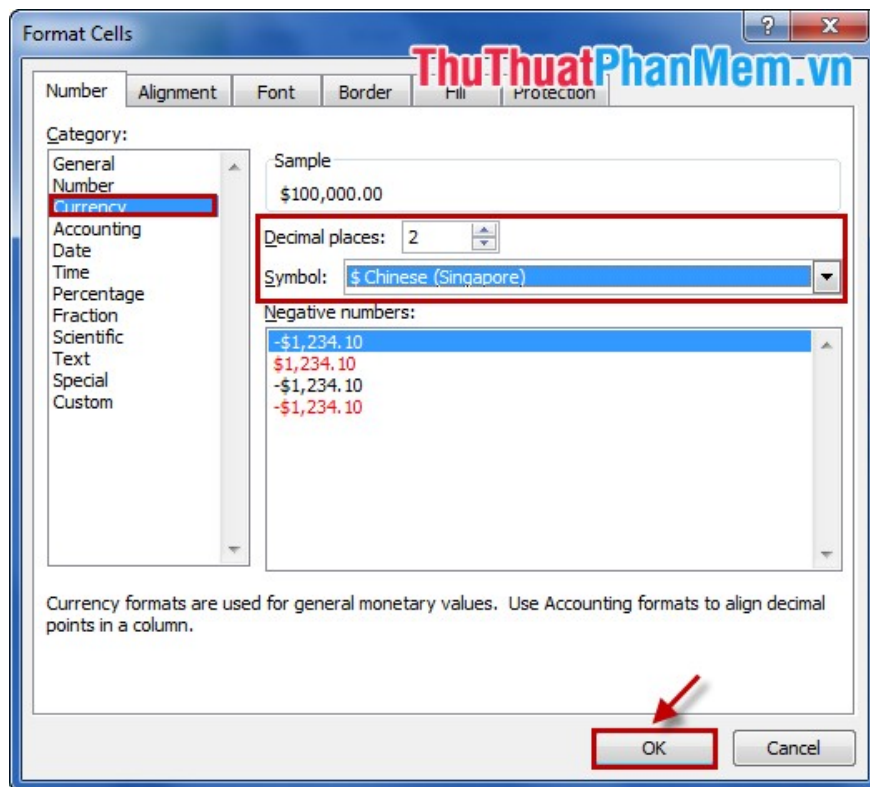 Format Cells
ThuThuatPhanMem.vn
Number Alignment Font Border Fill Protection
Category:
General
Number
Currency
Accounting
Date
Time
Percentage
Fraction
Scientific
Text
Special
Custom
Sample
$100,000.00
Decimal places: 2
Symbol: $ Chinese (Singapore)
Negative numbers:
-$1,234.10
$1,234.10
-$1,234.10
-$1,234.10
Currency formats are used for general monetary values. Use Accounting formats to align decimal
points in a column.
OK Cancel